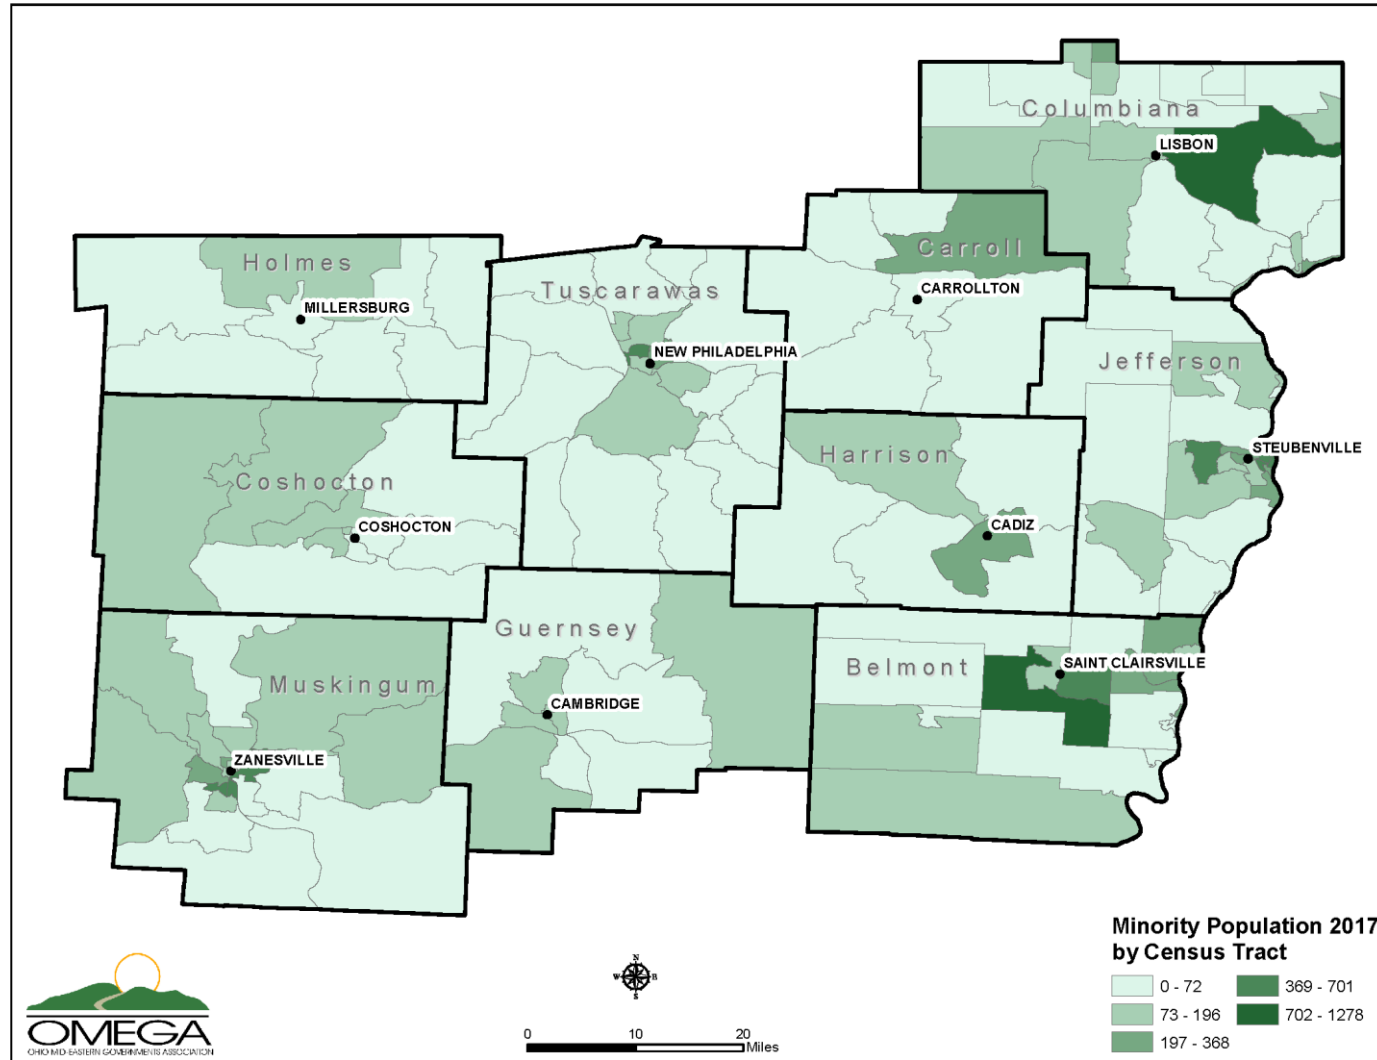 Columbiana
LISBON
Carroll
CARROLLTON
Holmes
MILLERSBURG
Tuscarawas
NEW PHILADELPHIA
Jefferson
STEUBENVILLE
Harrison
CADIZ
Coshocton
COSHOCTON
Guernsey
CAMBRIDGE
Belmont
SAINT CLAIRSVILLE
Muskingum
ZANESVILLE
Minority Population 2017
by Census Tract
0 - 72
369 - 701
73 - 196
702 - 1278
197 - 368
OMEGA
OHIO MID-EASTERN GOVERNMENTS ASSOCIATION
N
W
S
0 10 20
Miles